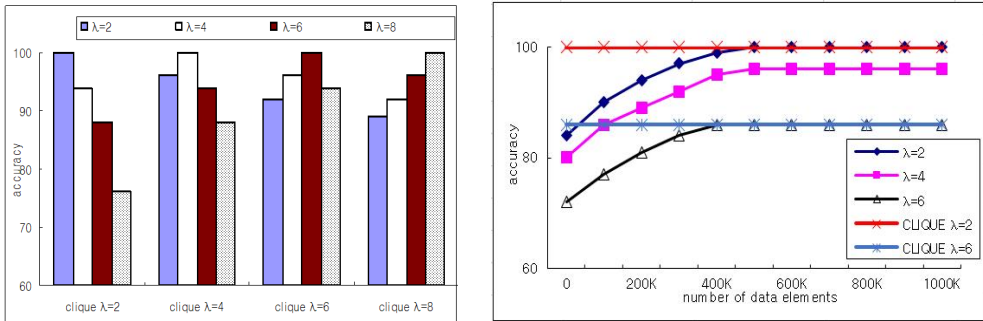 λ=2 λ=4 λ=6 λ=8
100
90
80
70
60
accuracy
clique λ=2 clique λ=4 clique λ=6 clique λ=8
100
80
60
accuracy
λ=2
λ=4
λ=6
CLIQUE λ=2
CLIQUE λ=6
0 200K 400K 600K 800K 1000K
number of data elements